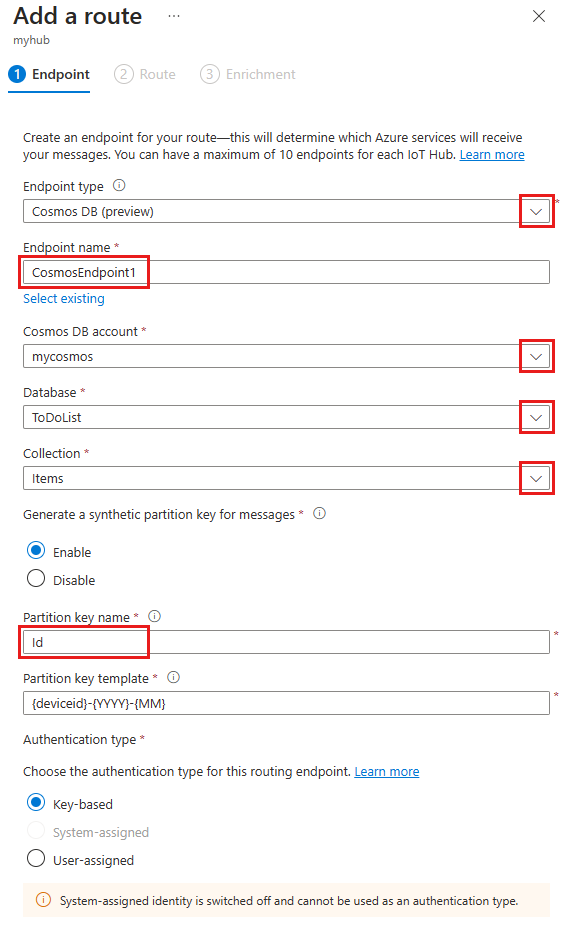 Add a route ...
myhub
1 Endpoint 2 Route 3 Enrichment
Create an endpoint for your route—this will determine which Azure services will receive
your messages. You can have a maximum of 10 endpoints for each IoT Hub. Learn more
Endpoint type
Cosmos DB (preview) *
Endpoint name *
CosmosEndpoint1
Select existing
Cosmos DB account *
mycosmos
Database *
ToDoList
Collection *
Items
Generate a synthetic partition key for messages *
Enable
Disable
Partition key name *
Id *
Partition key template *
{deviceid}-{YYYY}-{MM} *
Authentication type *
Choose the authentication type for this routing endpoint. Learn more
Key-based
System-assigned
User-assigned
System-assigned identity is switched off and cannot be used as an authentication type.